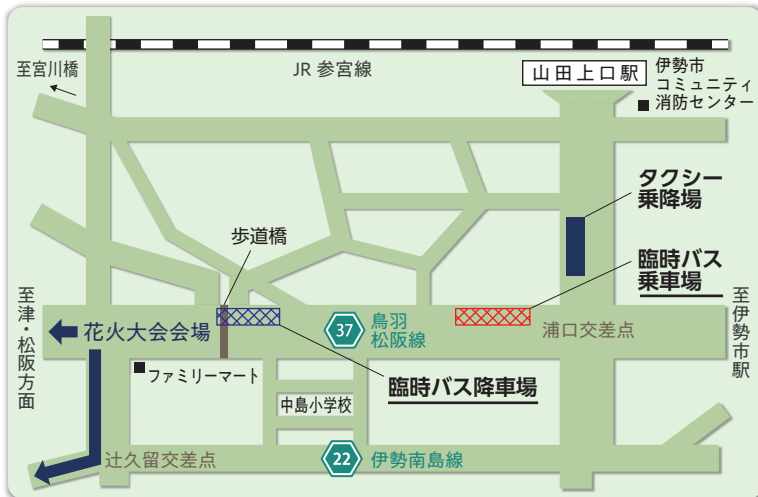 JR 参宮線
至宮川橋
山田上口駅
伊勢市
コミュニティ
消防センター
タクシー
乗降場
歩道橋
臨時バス
乗車場
至津・松阪方面
花火大会会場
37
鳥羽
松阪線
浦口交差点
至伊勢市駅
ファミリーマート
臨時バス降車場
中島小学校
辻久留交差点
22
伊勢南島線